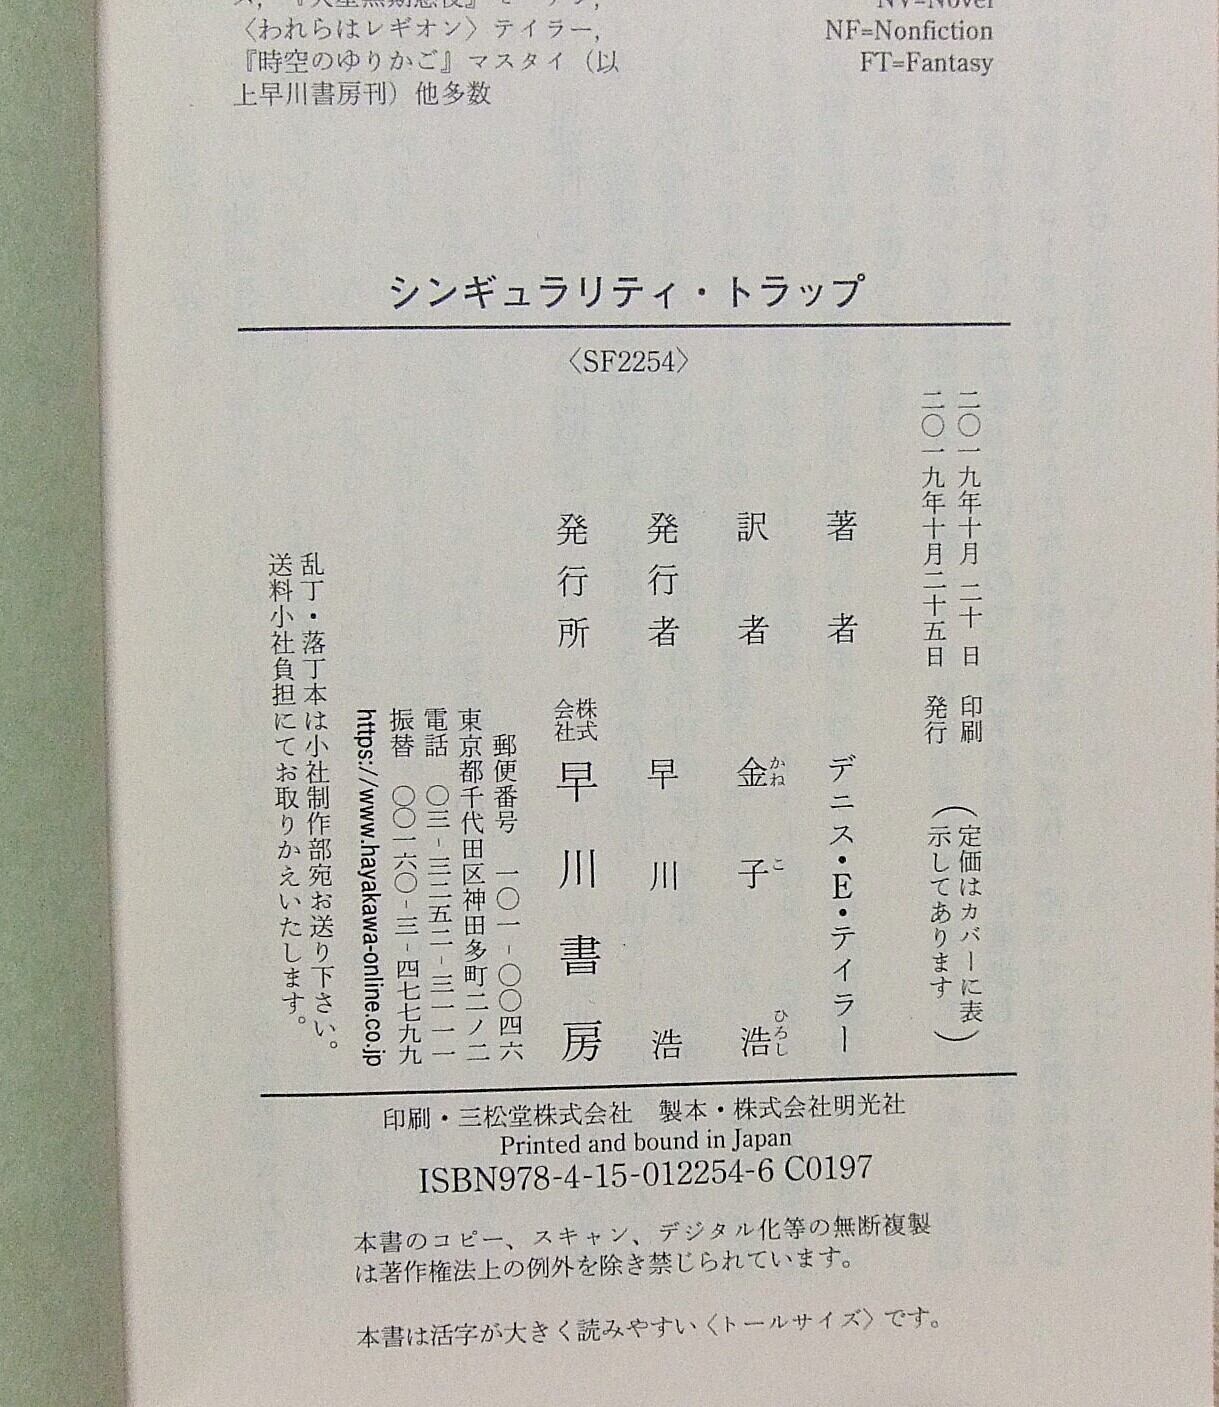 〈われらはレギオン〉テイラー，
『時空のゆりかご』マスタイ（以
上早川書房刊）他多数
NV=Novel
NF=Nonfiction
FT=Fantasy
シンギュラリティ・トラップ
〈SF2254〉
二〇一九年十月 二十 日 印刷
二〇一九年十月二十五日 発行
（定価はカバーに表
示してあります）
著者 デニス・E・テイラー
訳者 金子 浩
かね こ ひろし
発行者 早川 浩
発行所 株式会社 早川書房
郵便番号 一〇一-〇〇四六
東京都千代田区神田多町二ノ二
電話 〇三-三二五二-三一一一
振替 〇〇一六〇-三-四七七九九
https://www.hayakawa-online.co.jp
乱丁・落丁本は小社制作部宛お送り下さい。
送料小社負担にてお取りかえいたします。
印刷・三松堂株式会社 製本・株式会社明光社
Printed and bound in Japan
ISBN978-4-15-012254-6 C0197
本書のコピー、スキャン、デジタル化等の無断複製
は著作権法上の例外を除き禁じられています。
本書は活字が大きく読みやすい〈トールサイズ〉です。